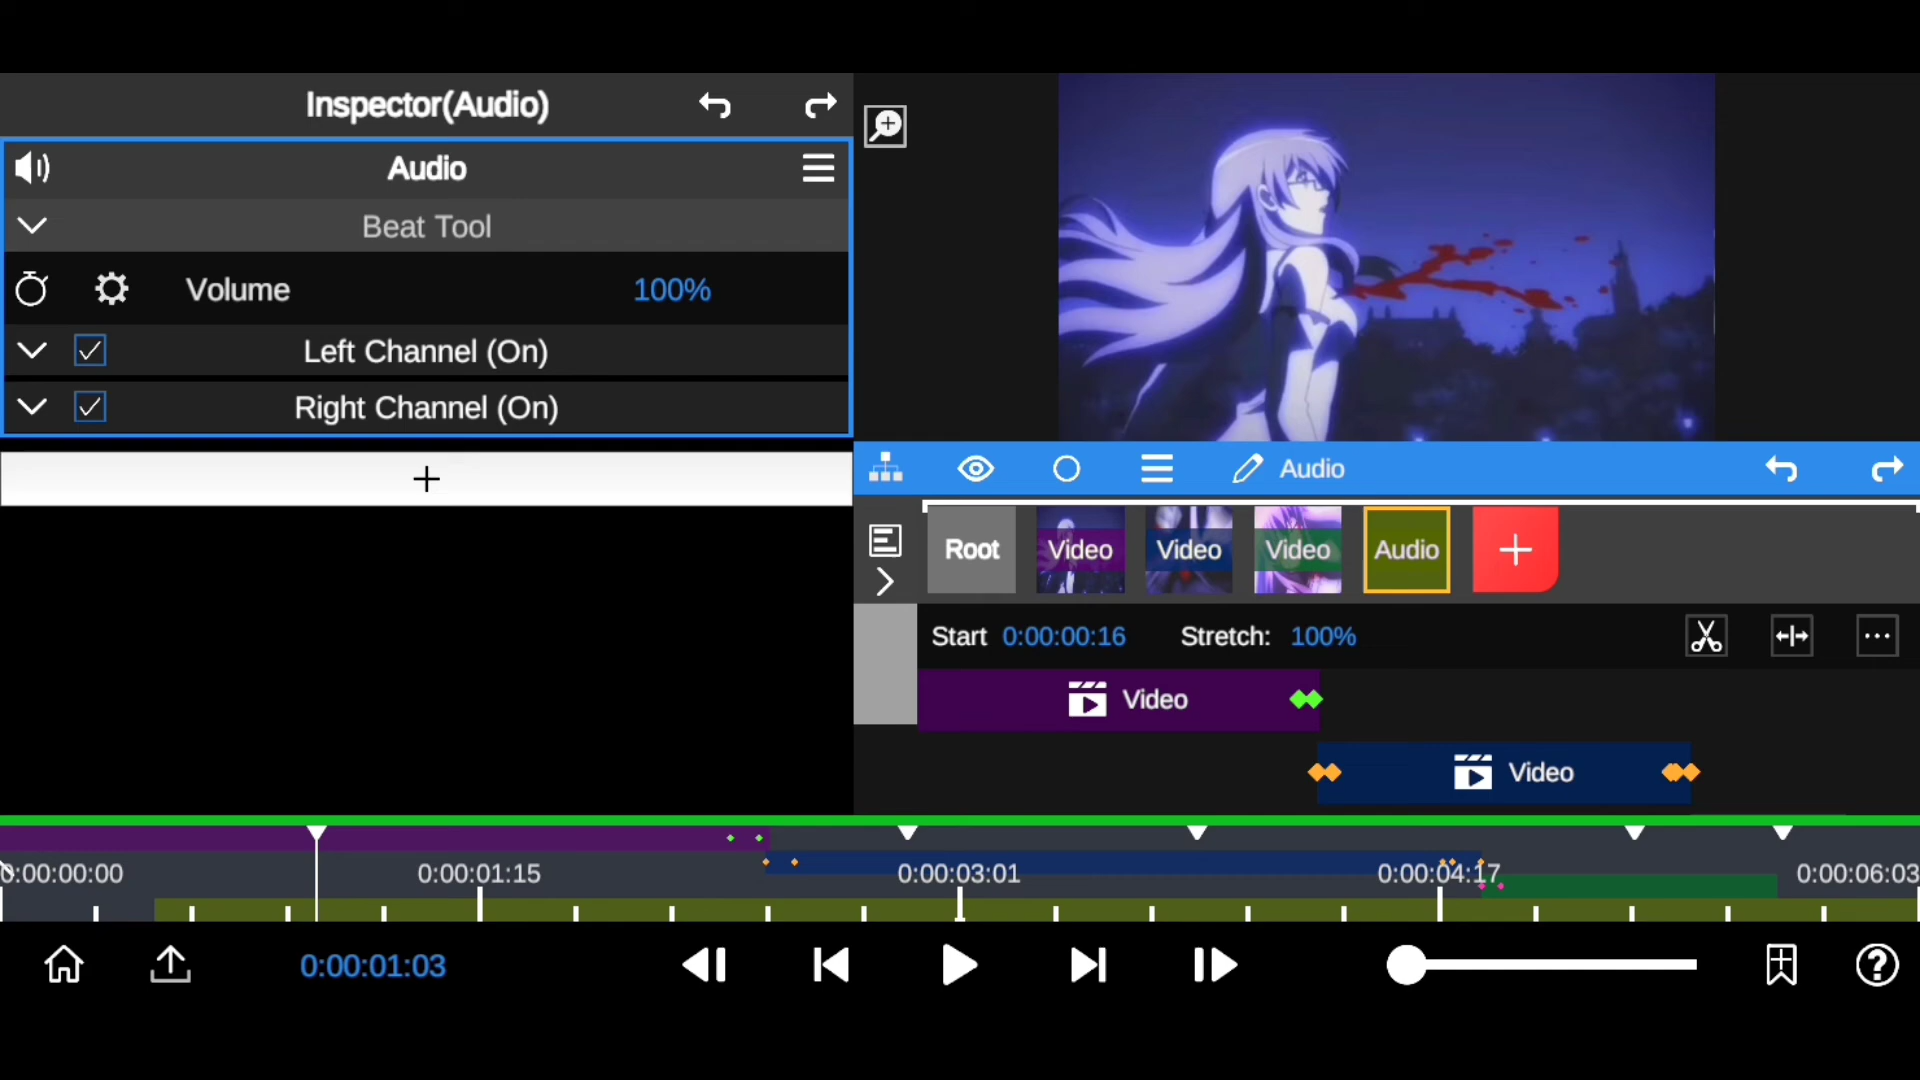 Inspector(Audio)
Audio
Beat Tool
Volume 100%
Left Channel (On)
Right Channel (On)
+
Audio
Root Video Video Video Audio +
Start 0:00:00:16 Stretch: 100%
Video
Video
0:00:00:00 0:00:01:15 0:00:03:01 0:00:04:17 0:00:06:03
0:00:01:03